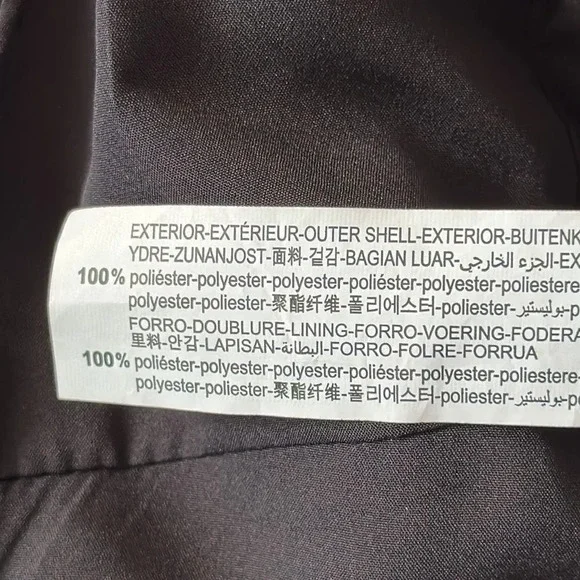 EXTERIOR-EXTÉRIEUR-OUTER SHELL-EXTERIOR-BUITENK
YDRE-ZUNANJOST-面料-겉감-BAGIAN LUAR-الجزء الخارجي-EX
100% poliéster-polyester-polyester-poliéster-polyester-poliestere
polyester-poliester-聚酯纤维-폴리에스터-poliester-بوليستير-p
FORRO-DOUBLURE-LINING-FORRO-VOERING-FODERA
里料-안감-LAPISAN-البطانة-FORRO-FOLRE-FORRUA
100% poliéster-polyester-polyester-poliéster-polyester-poliestere-
polyester-poliester-聚酯纤维-폴리에스터-poliester-بوليستير-po